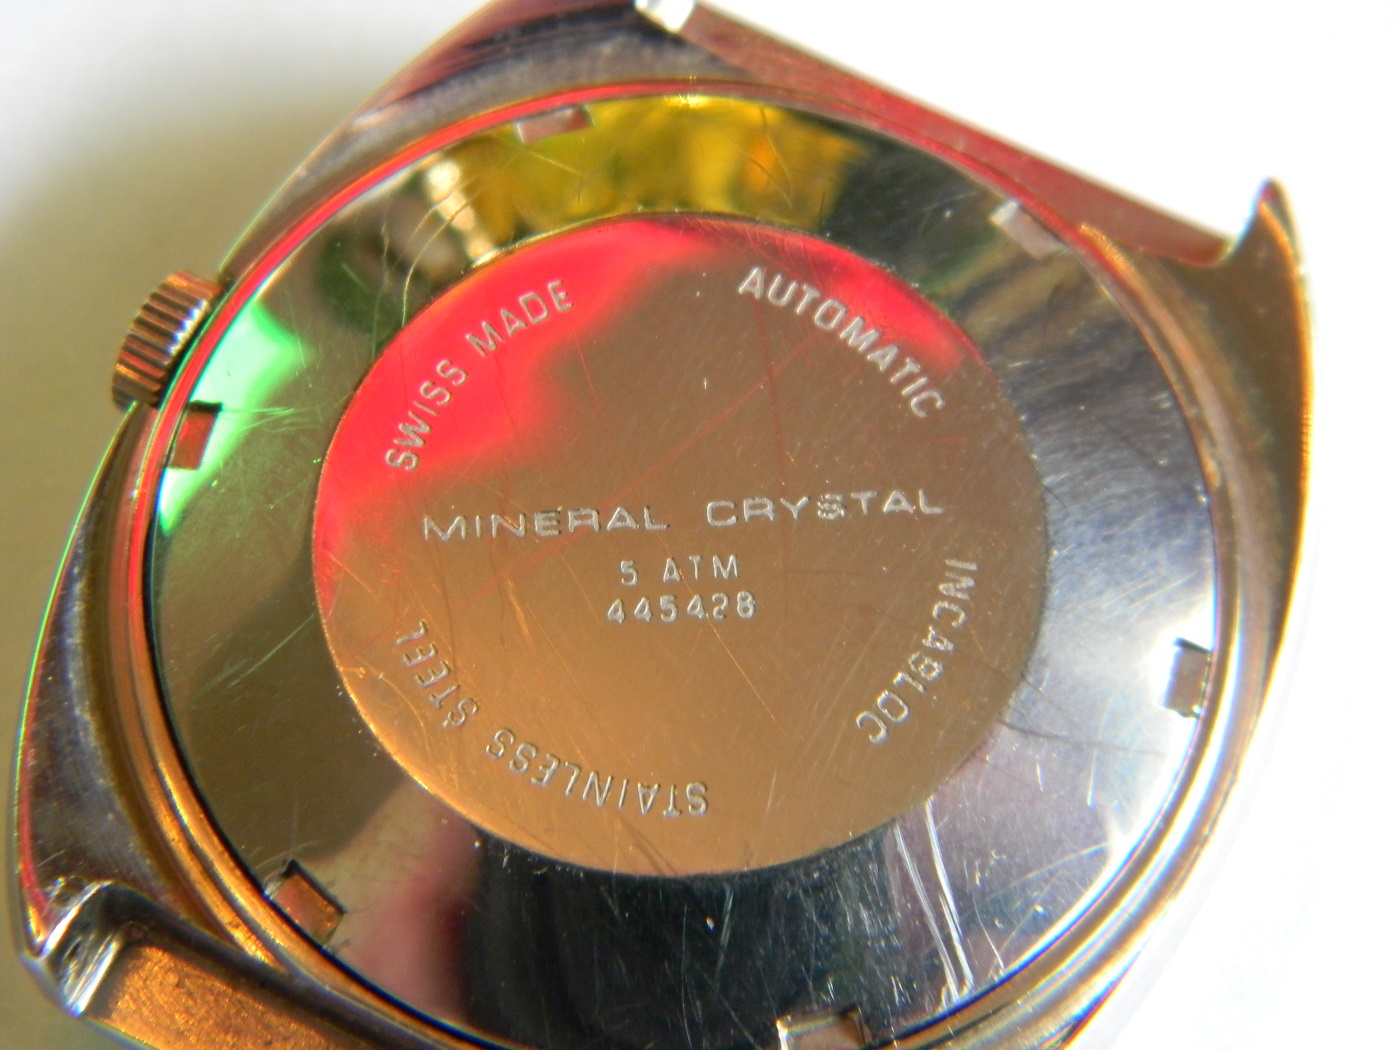 SWISS MADE
AUTOMATIC
MINERAL CRYSTAL
5 ATM
445428
INCABLOC
STAINLESS STEEL